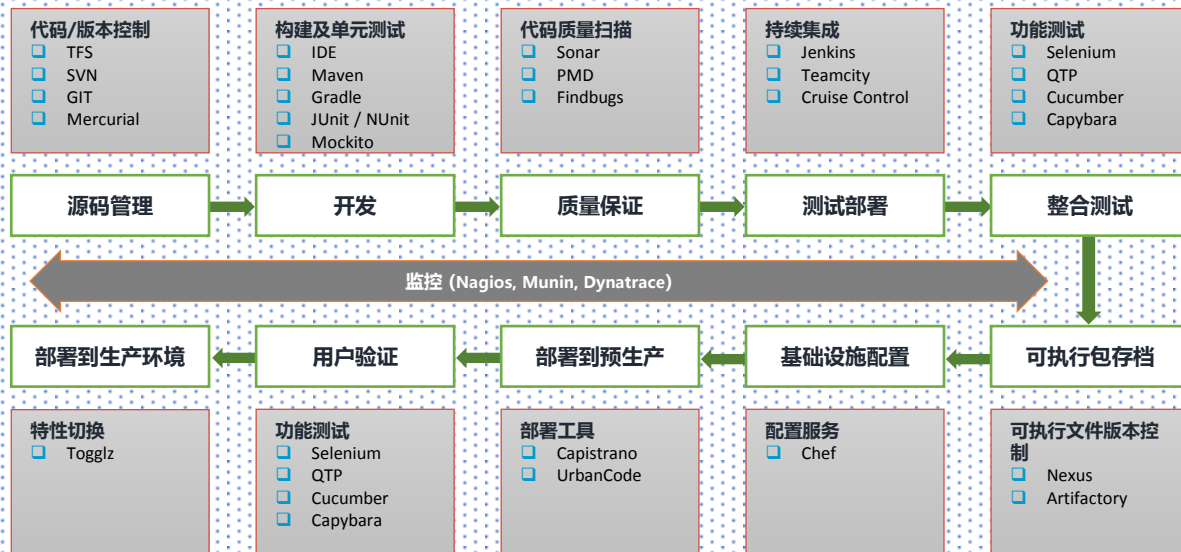 代码/版本控制
TFS
SVN
GIT
Mercurial
构建及单元测试
IDE
Maven
Gradle
JUnit / NUnit
Mockito
代码质量扫描
Sonar
PMD
Findbugs
持续集成
Jenkins
Teamcity
Cruise Control
功能测试
Selenium
QTP
Cucumber
Capybara
源码管理
开发
质量保证
测试部署
整合测试
监控 (Nagios, Munin, Dynatrace)
部署到生产环境
用户验证
部署到预生产
基础设施配置
可执行包存档
特性切换
Togglz
功能测试
Selenium
QTP
Cucumber
Capybara
部署工具
Capistrano
UrbanCode
配置服务
Chef
可执行文件版本控
制
Nexus
Artifactory